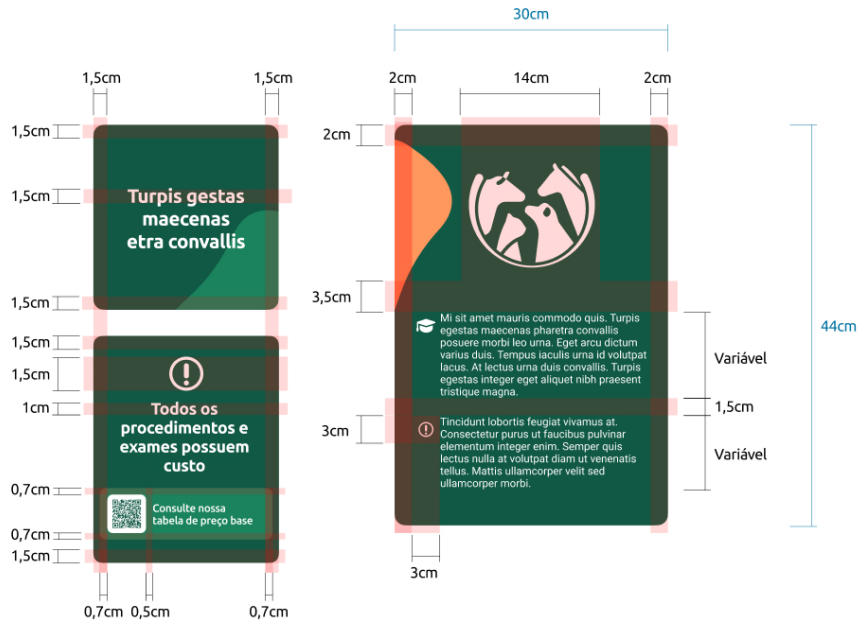 1,5cm
1,5cm
1,5cm
1,5cm
1,5cm
Turpis gestas
maecenas
etra convallis
1,5cm
1,5cm
1cm
0,7cm
0,7cm
1,5cm
Todos os
procedimentos e
exames possuem
custo
Consulte nossa
tabela de preço base
0,7cm
0,5cm
0,7cm
30cm
2cm
14cm
2cm
2cm
3,5cm
3cm
Mi sit amet mauris commodo quis. Turpis
egestas maecenas pharetra convallis
posuere morbi leo urna. Eget arcu dictum
varius duis. Tempus iaculis urna id volutpat
lacus. At lectus urna duis convallis. Turpis
egestas integer eget aliquet nibh praesent
tristique magna.
Tincidunt lobortis feugiat vivamus at.
Consectetur purus ut faucibus pulvinar
elementum integer enim. Semper quis
lectus nulla at volutpat diam ut venenatis
tellus. Mattis ullamcorper velit sed
ullamcorper morbi.
3cm
Variável
1,5cm
Variável
44cm